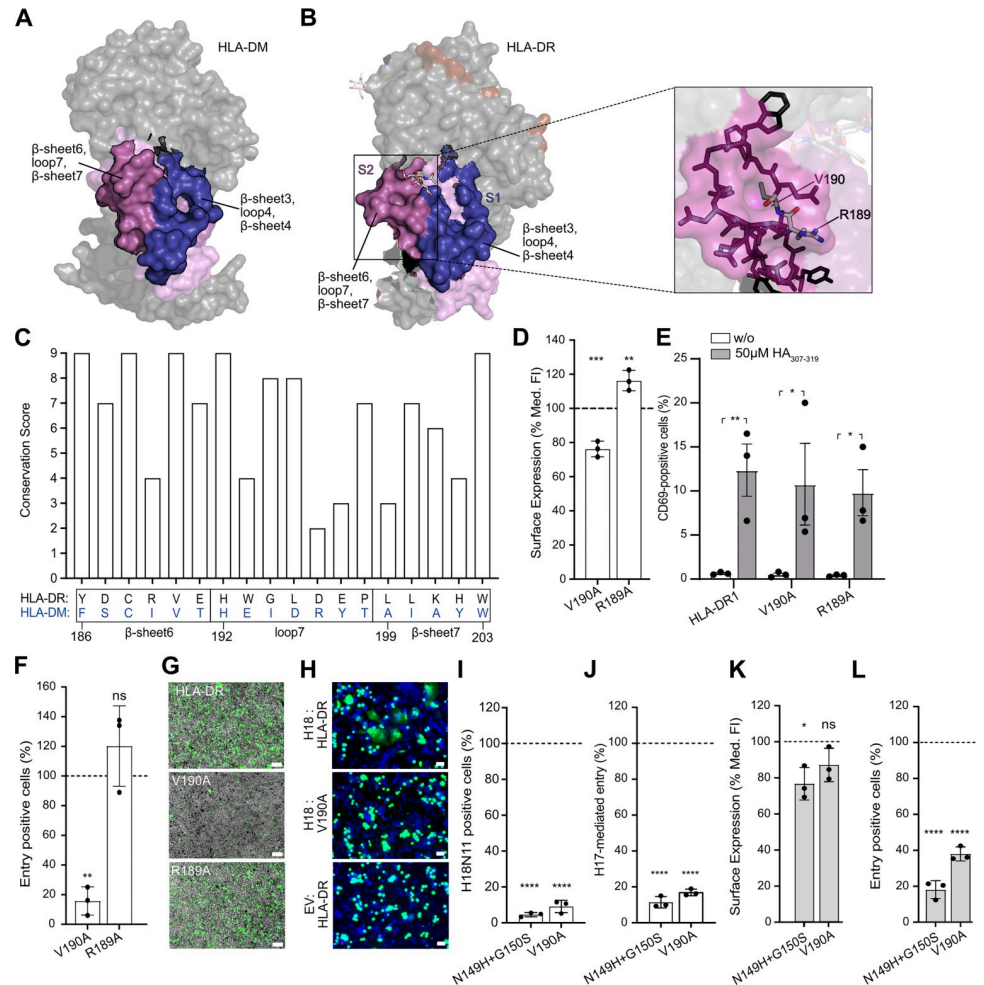 A
HLA-DM
β-sheet6,
loop7,
β-sheet7
β-sheet3,
loop4,
β-sheet4
B
HLA-DR
S2
S1
β-sheet3,
loop4,
β-sheet4
β-sheet6,
loop7,
β-sheet7
V190
R189
C
Conservation Score
9
8
7
6
5
4
3
2
1
0
HLA-DR: Y D C R V E H W G L D E P L L K H W
HLA-DM: F S C I V T H E I D R Y T A I A Y W
186 β-sheet6 192 loop7 199 β-sheet7 203
D
Surface Expression (% Med. FI)
140
120
100
80
60
40
20
0
*** **
V190A
R189A
E
w/o
50µM HA307-319
CD69-popsitive cells (%)
25
20
15
10
5
0
** * *
HLA-DR1
V190A
R189A
F
Entry positive cells (%)
160
140
120
100
80
60
40
20
0
** ns
V190A
R189A
G
HLA-DR
V190A
R189A
H
H18 :
HLA-DR
H18 :
V190A
EV:
HLA-DR
I
H18N11 positive cells (%)
120
100
80
60
40
20
0
**** ****
N149H+G150S
V190A
J
H17-mediated entry (%)
120
100
80
60
40
20
0
**** ****
N149H+G150S
V190A
K
Surface Expression (% Med. FI)
120
100
80
60
40
20
0
* ns
N149H+G150S
V190A
L
Entry positive cells (%)
120
100
80
60
40
20
0
**** ****
N149H+G150S
V190A